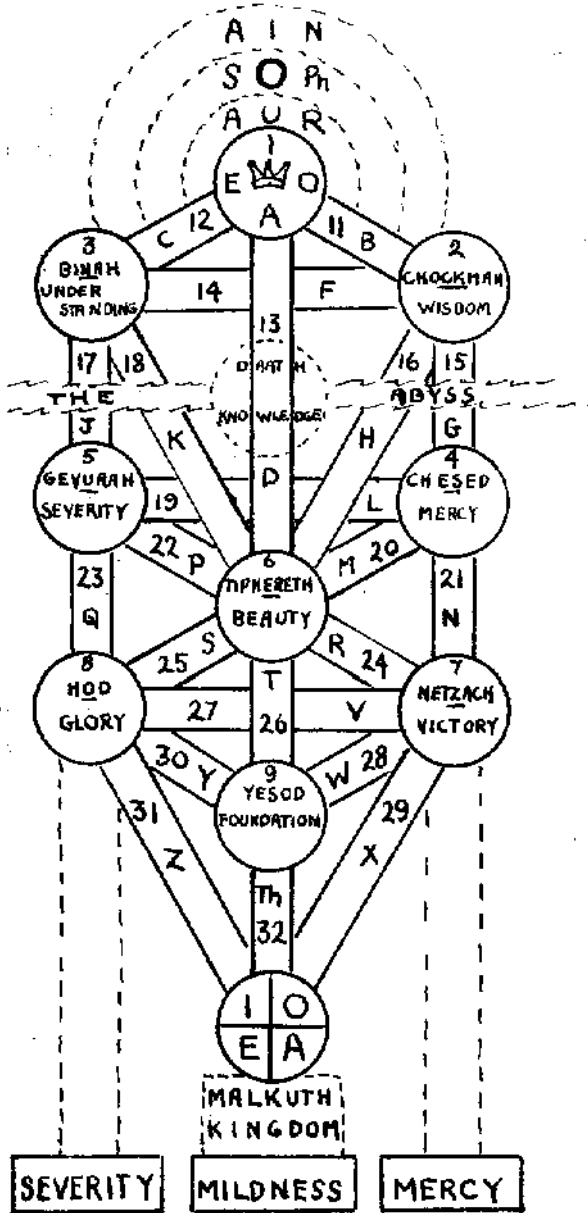 A I N
S O Ph
A U R
I
E O
A
C 12
11 B
3
BINAH
UNDER
STANDING
2
CHOCKMAH
WISDOM
14 F
13
17 18
16 15
DAATH
THE
ABYSS
KNOWLEDGE
J
K
H
G
5
GEVURAH
SEVERITY
D
4
CHESED
MERCY
19
L
22 P
M 20
6
TIPHERETH
BEAUTY
23
Q
21
N
25 S
R 24
8
HOD
GLORY
T
7
NETZACH
VICTORY
27
26
V
30 Y
W 28
9
YESOD
FOUNDATION
31
Z
29
X
Th
32
I O
E A
MALKUTH
KINGDOM
SEVERITY
MILDNESS
MERCY